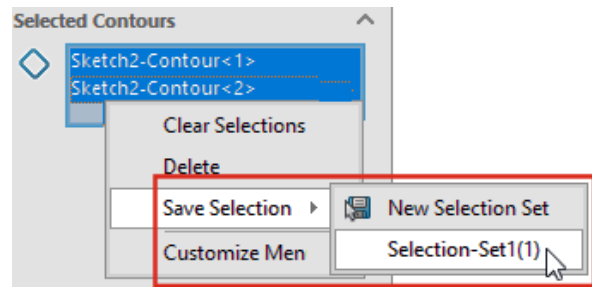 Selected Contours
Sketch2-Contour<1>
Sketch2-Contour<2>
Clear Selections
Delete
Save Selection
New Selection Set
Customize Men
Selection-Set1(1)